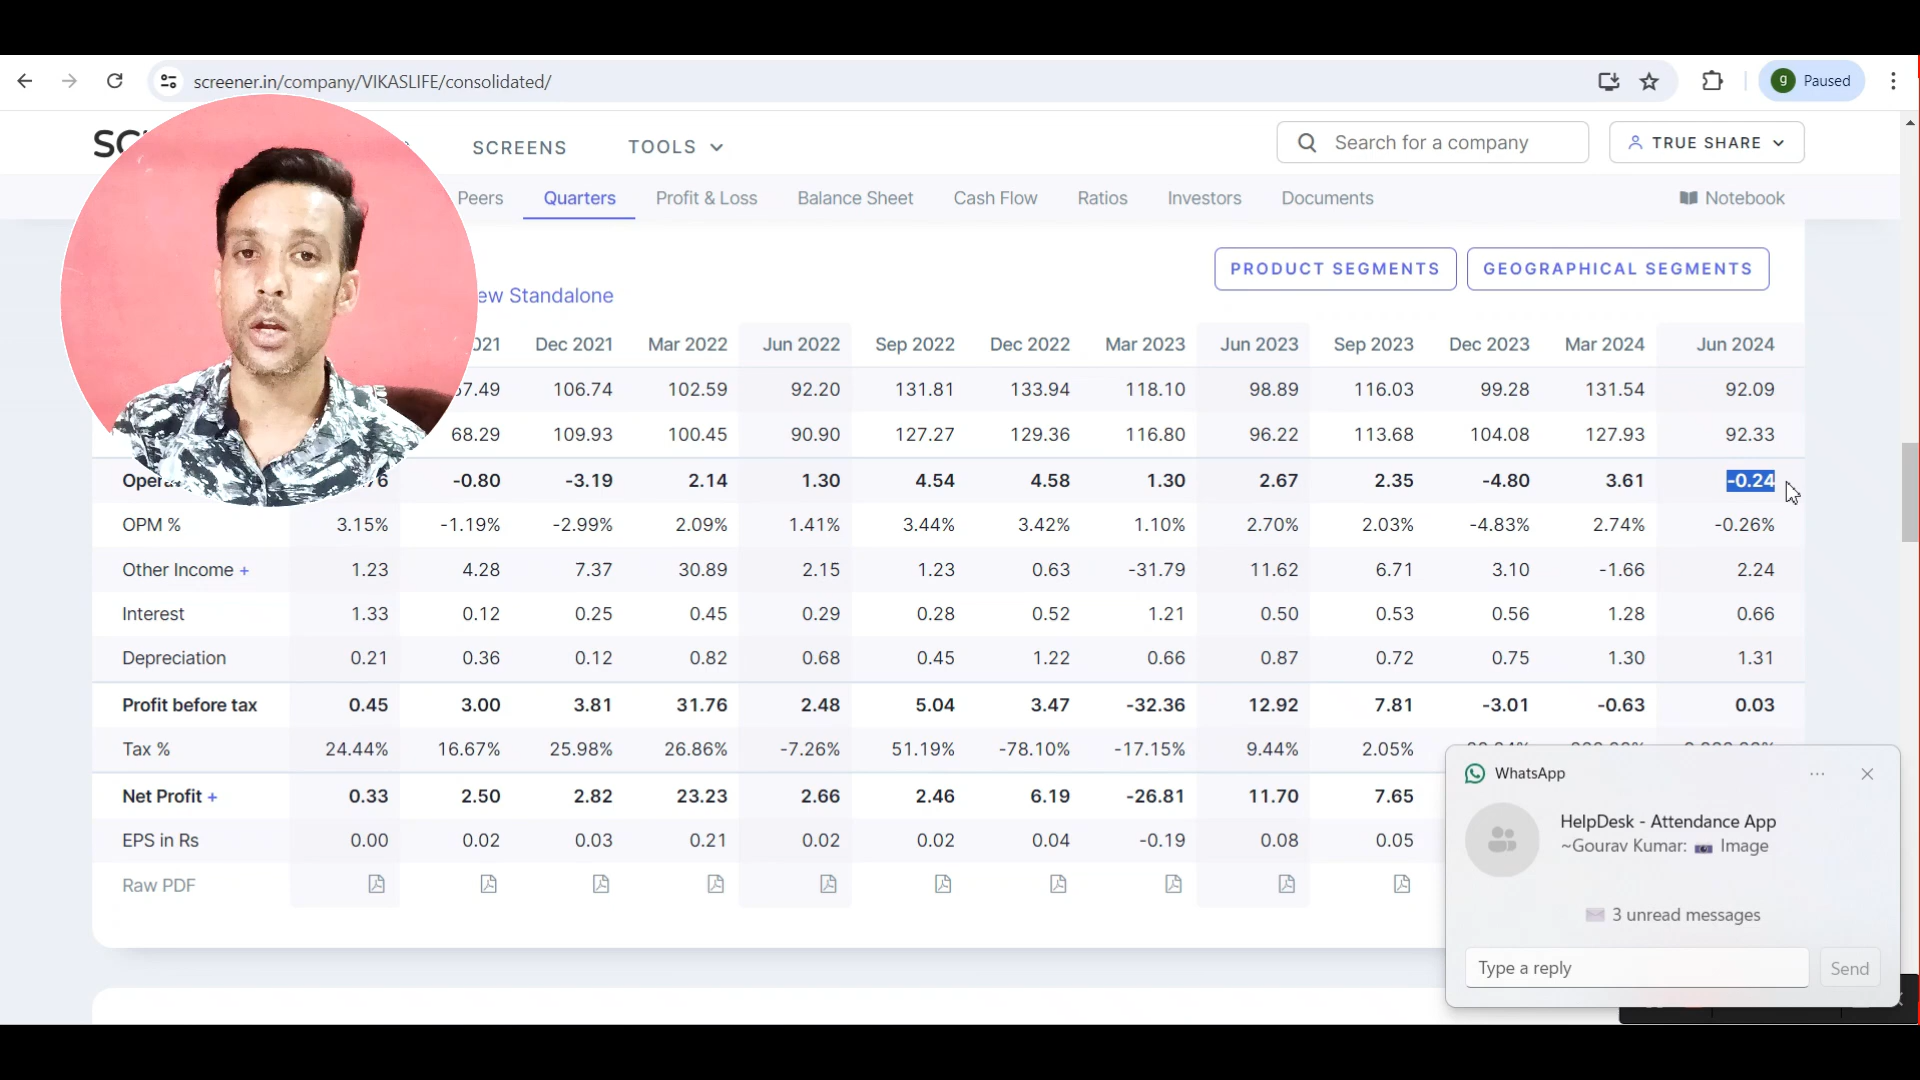 screener.in/company/VIKASLIFE/consolidated/
g Paused
SCREENS TOOLS
Search for a company
TRUE SHARE
Peers Quarters Profit & Loss Balance Sheet Cash Flow Ratios Investors Documents Notebook
PRODUCT SEGMENTS GEOGRAPHICAL SEGMENTS
Standalone
Dec 2021 Mar 2022 Jun 2022 Sep 2022 Dec 2022 Mar 2023 Jun 2023 Sep 2023 Dec 2023 Mar 2024 Jun 2024
106.74 102.59 92.20 131.81 133.94 118.10 98.89 116.03 99.28 131.54 92.09
68.29 109.93 100.45 90.90 127.27 129.36 116.80 96.22 113.68 104.08 127.93 92.33
-0.80 -3.19 2.14 1.30 4.54 4.58 1.30 2.67 2.35 -4.80 3.61 -0.24
OPM % 3.15% -1.19% -2.99% 2.09% 1.41% 3.44% 3.42% 1.10% 2.70% 2.03% -4.83% 2.74% -0.26%
Other Income + 1.23 4.28 7.37 30.89 2.15 1.23 0.63 -31.79 11.62 6.71 3.10 -1.66 2.24
Interest 1.33 0.12 0.25 0.45 0.29 0.28 0.52 1.21 0.50 0.53 0.56 1.28 0.66
Depreciation 0.21 0.36 0.12 0.82 0.68 0.45 1.22 0.66 0.87 0.72 0.75 1.30 1.31
Profit before tax 0.45 3.00 3.81 31.76 2.48 5.04 3.47 -32.36 12.92 7.81 -3.01 -0.63 0.03
Tax % 24.44% 16.67% 25.98% 26.86% -7.26% 51.19% -78.10% -17.15% 9.44% 2.05%
Net Profit + 0.33 2.50 2.82 23.23 2.66 2.46 6.19 -26.81 11.70 7.65
EPS in Rs 0.00 0.02 0.03 0.21 0.02 0.02 0.04 -0.19 0.08 0.05
Raw PDF
WhatsApp
HelpDesk - Attendance App
~Gourav Kumar: Image
3 unread messages
Type a reply Send